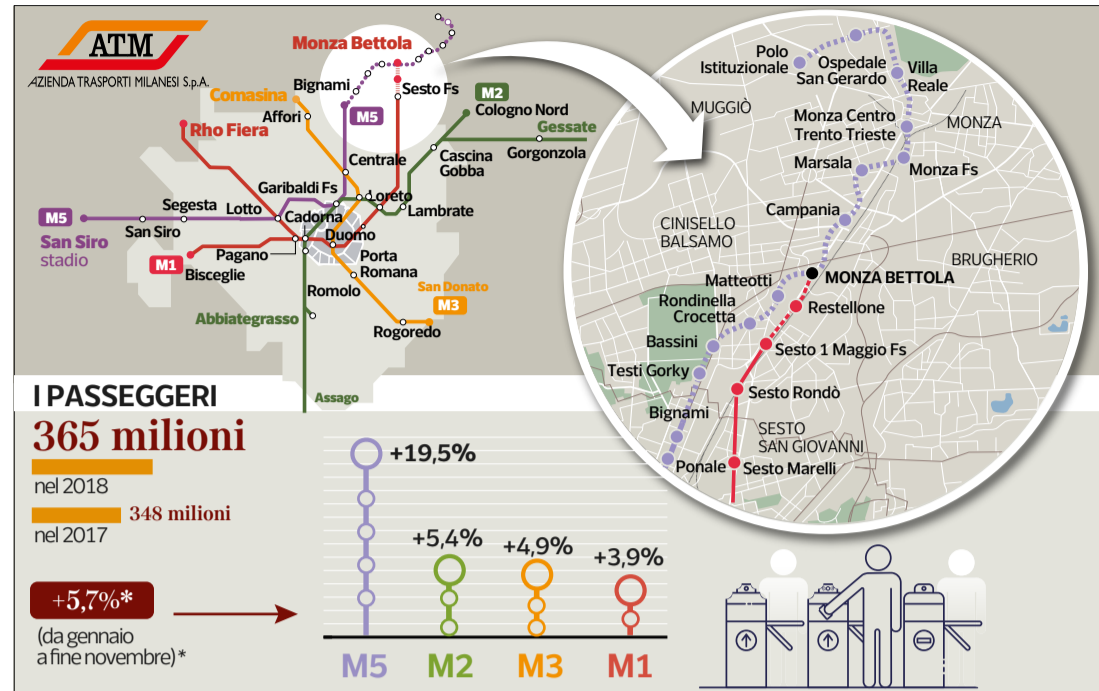 ATM
AZIENDA TRASPORTI MILANESI S.p.A.
Monza Bettola
Bignami
Sesto Fs
M5
M2
Cologno Nord
Gessate
Gorgonzola
Cascina
Gobba
Comasina
Affori
Rho Fiera
Centrale
Garibaldi Fs
Loreto
Lambrate
M5
San Siro
stadio
San Siro
Segesta
Lotto
Cadorna
Duomo
Pagano
M1
Bisceglie
Porta
Romana
Romolo
San Donato
M3
Rogoredo
Abbiategrasso
Assago
Polo
Istituzionale
Ospedale
San Gerardo
Villa
Reale
MUGGIÒ
Monza Centro
Trento Trieste
MONZA
Marsala
Monza Fs
Campania
CINISELLO
BALSAMO
BRUGHERIO
Matteotti
MONZA BETTOLA
Rondinella
Crocetta
Restellone
Bassini
Sesto 1 Maggio Fs
Testi Gorky
Sesto Rondò
Bignami
SESTO
SAN GIOVANNI
Ponale
Sesto Marelli
I PASSEGGERI
365 milioni
nel 2018
348 milioni
nel 2017
+5,7%*
(da gennaio
a fine novembre)*
+19,5%
+5,4%
+4,9%
+3,9%
M5
M2
M3
M1